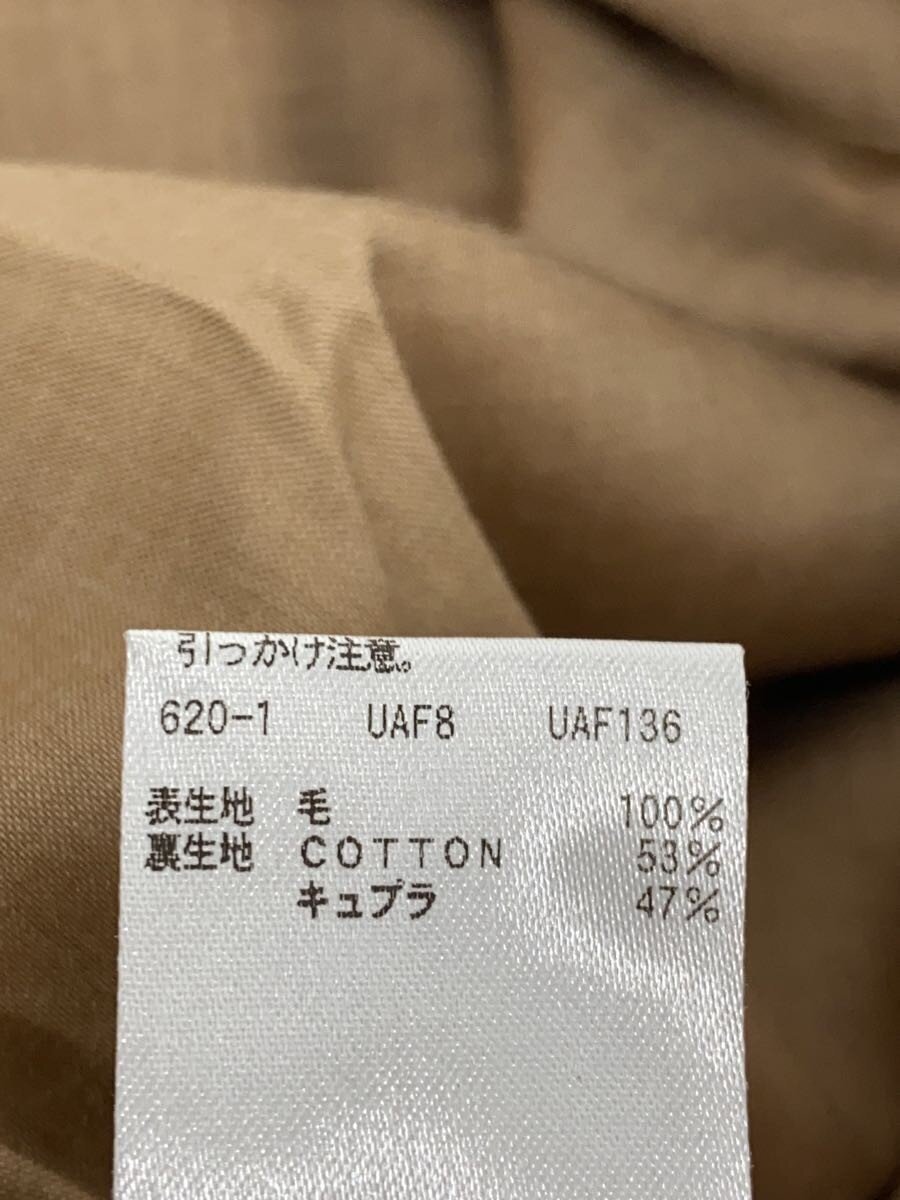 引っかけ注意。
620-1 UAF8 UAF136
表生地 毛 100%
裏生地 COTTON 53%
キュプラ 47%